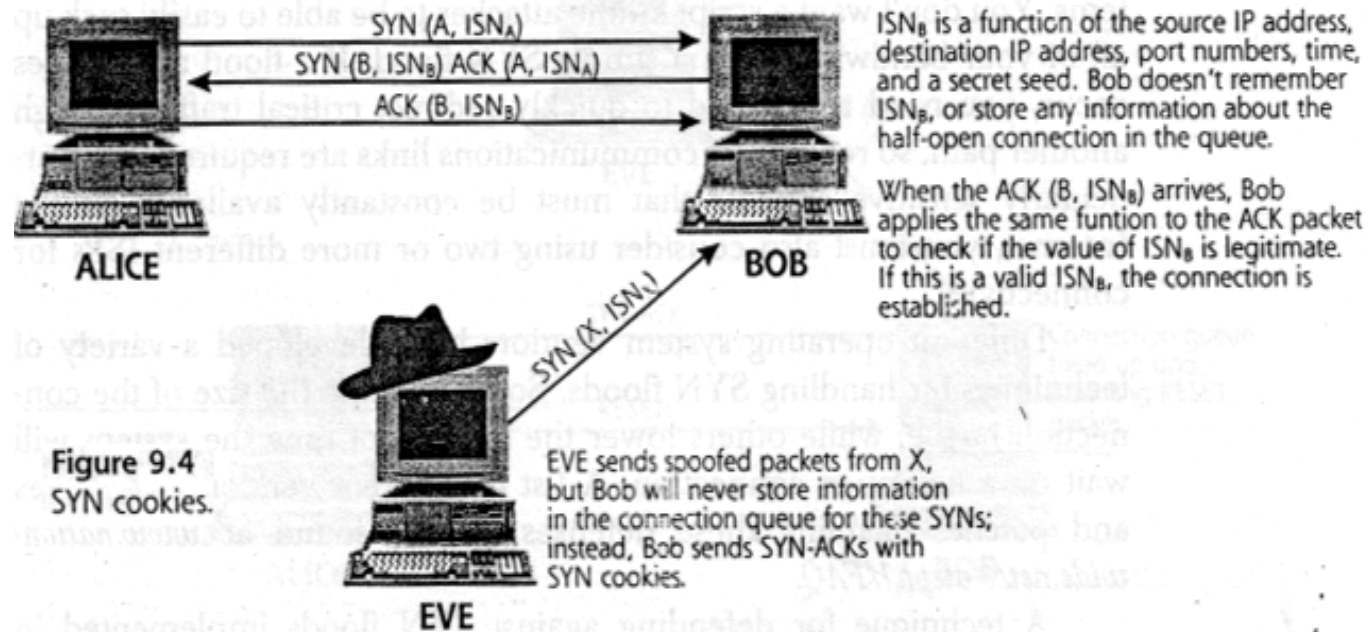 SYN (A, ISNA)
SYN (B, ISNB) ACK (A, ISNA)
ACK (B, ISNB)
ALICE
BOB
ISNB is a function of the source IP address,
destination IP address, port numbers, time,
and a secret seed. Bob doesn't remember
ISNB, or store any information about the
half-open connection in the queue.
When the ACK (B, ISNB) arrives, Bob
applies the same funtion to the ACK packet
to check if the value of ISNB is legitimate.
If this is a valid ISNB, the connection is
established.
SYN (X, ISNX)
Figure 9.4
SYN cookies.
EVE sends spoofed packets from X,
but Bob will never store information
in the connection queue for these SYNs;
instead, Bob sends SYN-ACKs with
SYN cookies.
EVE